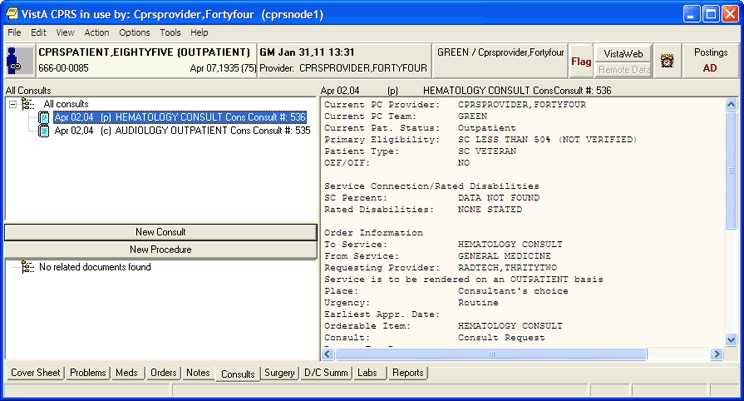 VistA CPRS in use by: Cprsprovider,Fortyfour (cprsnode1)
File Edit View Action Options Tools Help
CPRSPATIENT,EIGHTYFIVE (OUTPATIENT) GM Jan 31,11 13:31 GREEN / Cprsprovider,Fortyfour Flag VistaWeb Postings
666-00-0085 Apr 07,1935 (75) Provider: CPRSPROVIDER,FORTYFOUR Remote Data AD
All Consults
All consults
Apr 02,04 (p) HEMATOLOGY CONSULT Cons Consult #: 536
Apr 02,04 (c) AUDIOLOGY OUTPATIENT Cons Consult #: 535
New Consult
New Procedure
No related documents found
Apr 02,04 (p) HEMATOLOGY CONSULT ConsConsult #: 536
Current PC Provider: CPRSPROVIDER,FORTYFOUR
Current PC Team: GREEN
Current Pat. Status: Outpatient
Primary Eligibility: SC LESS THAN 50% (NOT VERIFIED)
Patient Type: SC VETERAN
OEF/OIF: NO
Service Connection/Rated Disabilities
SC Percent: DATA NOT FOUND
Rated Disabilities: NONE STATED
Order Information
To Service: HEMATOLOGY CONSULT
From Service: GENERAL MEDICINE
Requesting Provider: RADTECH,THRITYTWO
Service is to be rendered on an OUTPATIENT basis
Place: Consultant's choice
Urgency: Routine
Earliest Appr. Date:
Orderable Item: HEMATOLOGY CONSULT
Consult: Consult Request
Cover Sheet Problems Meds Orders Notes Consults Surgery D/C Summ Labs Reports